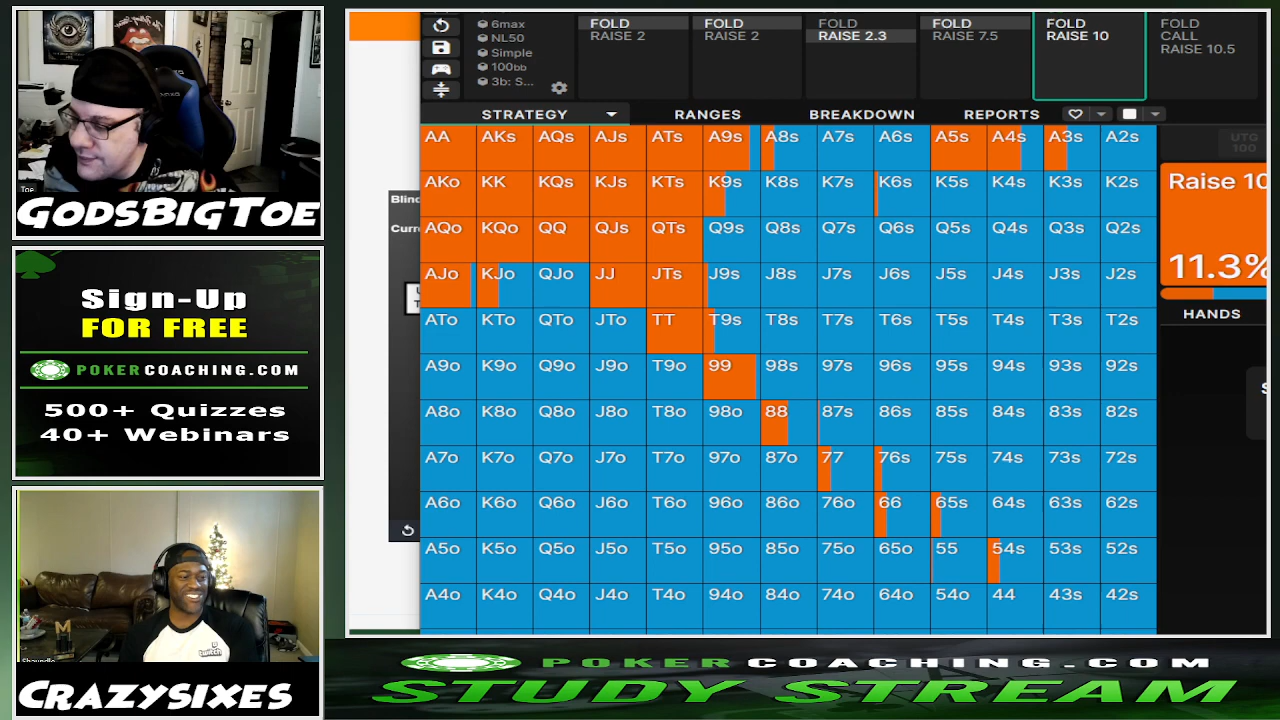 Toe
GODSBIGTOE
Sign-Up
FOR FREE
POKERCOACHING.COM
500+ Quizzes
40+ Webinars
twitch
CRAZYSIXES
Blind
Curre
6max
NL50
Simple
100bb
3b: S...
FOLD
RAISE 2
FOLD
RAISE 2
FOLD
RAISE 2.3
FOLD
RAISE 7.5
FOLD
RAISE 10
FOLD
CALL
RAISE 10.5
STRATEGY RANGES BREAKDOWN REPORTS
UTG
100
AA AKs AQs AJs ATs A9s A8s A7s A6s A5s A4s A3s A2s
AKo KK KQs KJs KTs K9s K8s K7s K6s K5s K4s K3s K2s
AQo KQo QQ QJs QTs Q9s Q8s Q7s Q6s Q5s Q4s Q3s Q2s
AJo KJo QJo JJ JTs J9s J8s J7s J6s J5s J4s J3s J2s
ATo KTo QTo JTo TT T9s T8s T7s T6s T5s T4s T3s T2s
A9o K9o Q9o J9o T9o 99 98s 97s 96s 95s 94s 93s 92s
A8o K8o Q8o J8o T8o 98o 88 87s 86s 85s 84s 83s 82s
A7o K7o Q7o J7o T7o 97o 87o 77 76s 75s 74s 73s 72s
A6o K6o Q6o J6o T6o 96o 86o 76o 66 65s 64s 63s 62s
A5o K5o Q5o J5o T5o 95o 85o 75o 65o 55 54s 53s 52s
A4o K4o Q4o J4o T4o 94o 84o 74o 64o 54o 44 43s 42s
Raise 10
11.3%
HANDS
POKERCOACHING.COM
STUDY STREAM